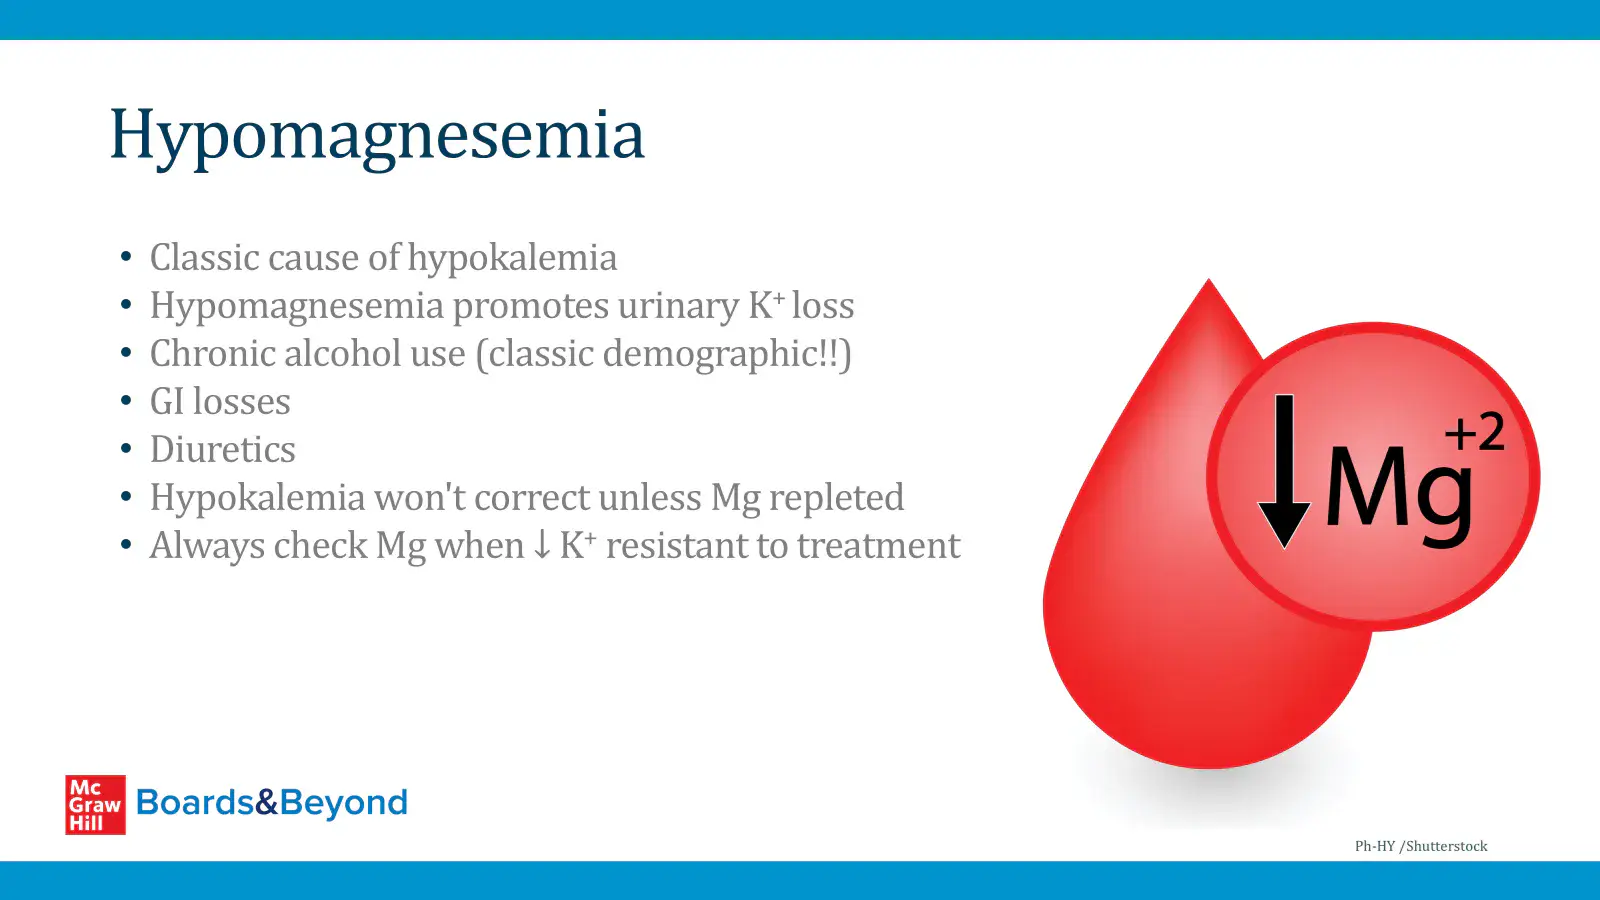 Hypomagnesemia
• Classic cause of hypokalemia
• Hypomagnesemia promotes urinary K⁺ loss
• Chronic alcohol use (classic demographic!!)
• GI losses
• Diuretics
• Hypokalemia won't correct unless Mg repleted
• Always check Mg when ↓ K⁺ resistant to treatment
↓Mg⁺²
Mc
Graw
Hill
Boards&Beyond
Ph-HY /Shutterstock